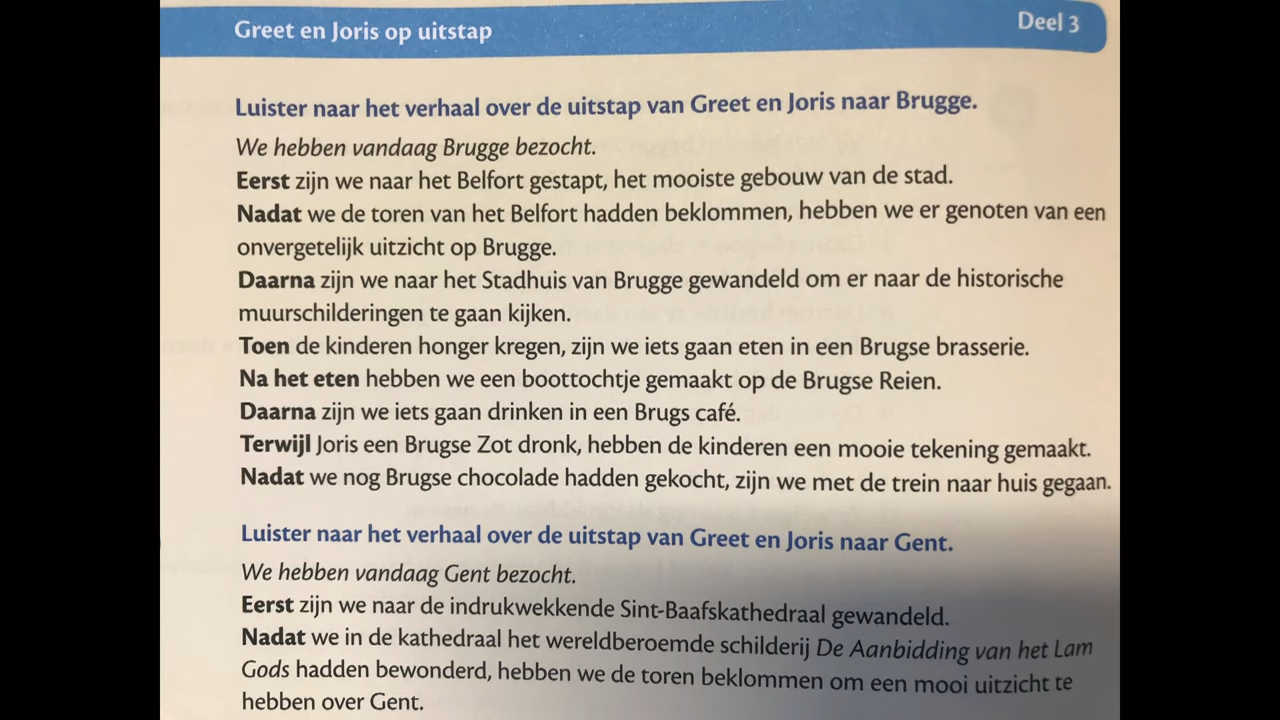 Greet en Joris op uitstap
Deel 3
Luister naar het verhaal over de uitstap van Greet en Joris naar Brugge.
We hebben vandaag Brugge bezocht.
Eerst zijn we naar het Belfort gestapt, het mooiste gebouw van de stad.
Nadat we de toren van het Belfort hadden beklommen, hebben we er genoten van een
onvergetelijk uitzicht op Brugge.
Daarna zijn we naar het Stadhuis van Brugge gewandeld om er naar de historische
muurschilderingen te gaan kijken.
Toen de kinderen honger kregen, zijn we iets gaan eten in een Brugse brasserie.
Na het eten hebben we een boottochtje gemaakt op de Brugse Reien.
Daarna zijn we iets gaan drinken in een Brugs café.
Terwijl Joris een Brugse Zot dronk, hebben de kinderen een mooie tekening gemaakt.
Nadat we nog Brugse chocolade hadden gekocht, zijn we met de trein naar huis gegaan.
Luister naar het verhaal over de uitstap van Greet en Joris naar Gent.
We hebben vandaag Gent bezocht.
Eerst zijn we naar de indrukwekkende Sint-Baafskathedraal gewandeld.
Nadat we in de kathedraal het wereldberoemde schilderij De Aanbidding van het Lam
Gods hadden bewonderd, hebben we de toren beklommen om een mooi uitzicht te
hebben over Gent.